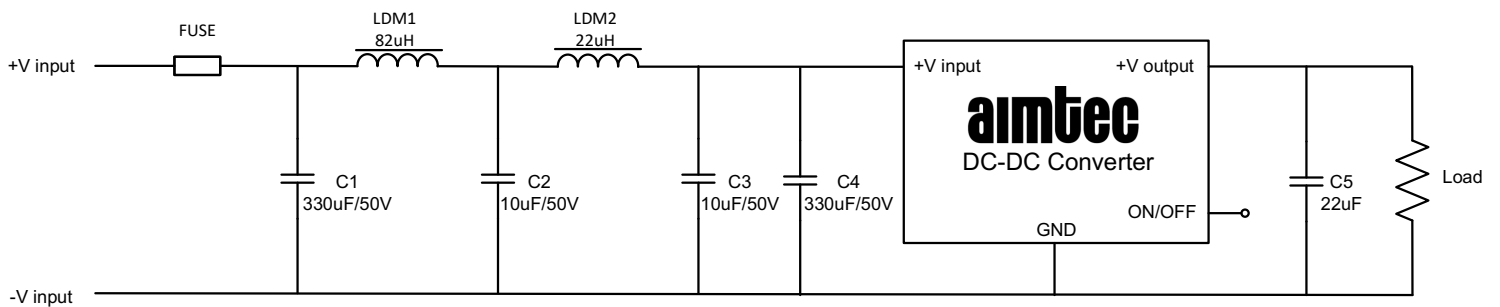 FUSE
LDM1
82uH
LDM2
22uH
+V input
+V input
+V output
aimtec
DC-DC Converter
C1
330uF/50V
C2
10uF/50V
C3
10uF/50V
C4
330uF/50V
C5
22uF
Load
ON/OFF
GND
-V input